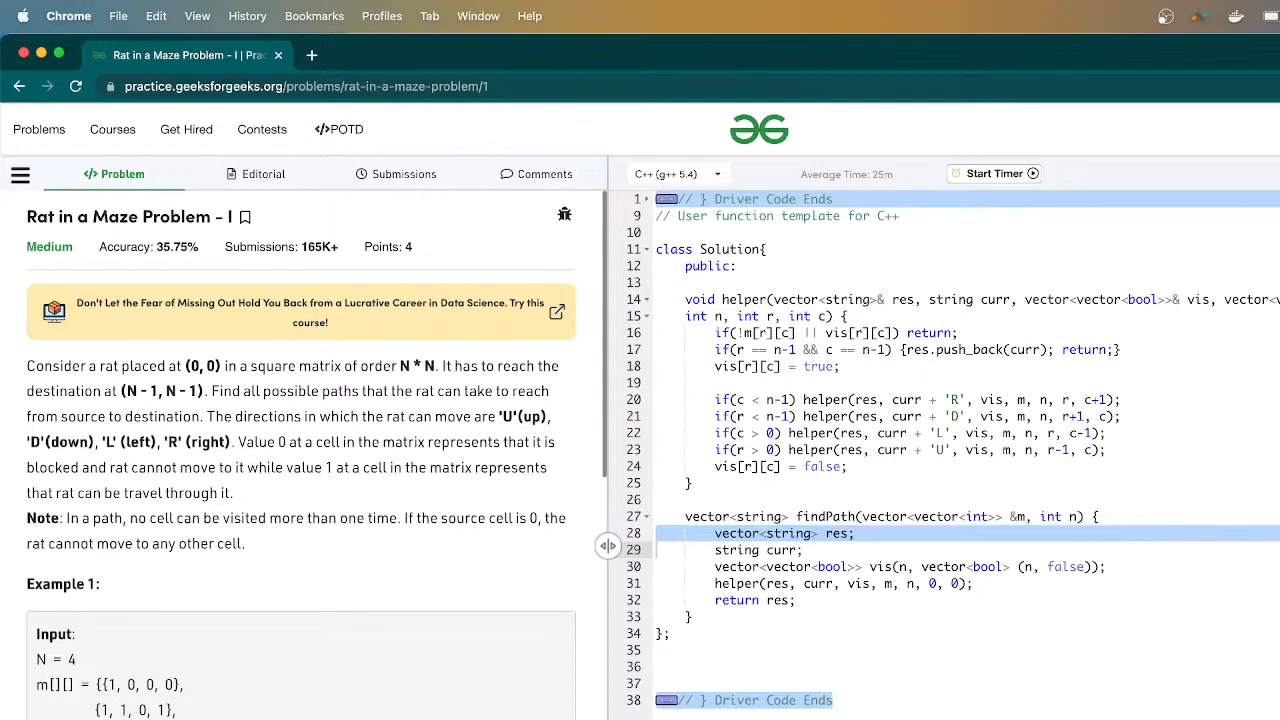 Chrome File Edit View History Bookmarks Profiles Tab Window Help
Rat in a Maze Problem - I | Prac
practice.geeksforgeeks.org/problems/rat-in-a-maze-problem/1
Problems Courses Get Hired Contests </>POTD
</> Problem Editorial Submissions Comments
Rat in a Maze Problem - I
Medium Accuracy: 35.75% Submissions: 165K+ Points: 4
Don't Let the Fear of Missing Out Hold You Back from a Lucrative Career in Data Science. Try this
course!
Consider a rat placed at (0, 0) in a square matrix of order N * N. It has to reach the
destination at (N - 1, N - 1). Find all possible paths that the rat can take to reach
from source to destination. The directions in which the rat can move are 'U'(up),
'D'(down), 'L' (left), 'R' (right). Value 0 at a cell in the matrix represents that it is
blocked and rat cannot move to it while value 1 at a cell in the matrix represents
that rat can be travel through it.
Note: In a path, no cell can be visited more than one time. If the source cell is 0, the
rat cannot move to any other cell.
Example 1:
Input:
N = 4
m[][] = {{1, 0, 0, 0},
{1, 1, 0, 1},
C++ (g++ 5.4) Average Time: 25m Start Timer
1 // } Driver Code Ends
9 // User function template for C++
10
11 class Solution{
12 public:
13
14 void helper(vector<string>& res, string curr, vector<vector<bool>>& vis, vector<v
15 int n, int r, int c) {
16 if(!m[r][c] || vis[r][c]) return;
17 if(r == n-1 && c == n-1) {res.push_back(curr); return;}
18 vis[r][c] = true;
19
20 if(c < n-1) helper(res, curr + 'R', vis, m, n, r, c+1);
21 if(r < n-1) helper(res, curr + 'D', vis, m, n, r+1, c);
22 if(c > 0) helper(res, curr + 'L', vis, m, n, r, c-1);
23 if(r > 0) helper(res, curr + 'U', vis, m, n, r-1, c);
24 vis[r][c] = false;
25 }
26
27 vector<string> findPath(vector<vector<int>> &m, int n) {
28 vector<string> res;
29 string curr;
30 vector<vector<bool>> vis(n, vector<bool> (n, false));
31 helper(res, curr, vis, m, n, 0, 0);
32 return res;
33 }
34 };
35
36
37
38 // } Driver Code Ends